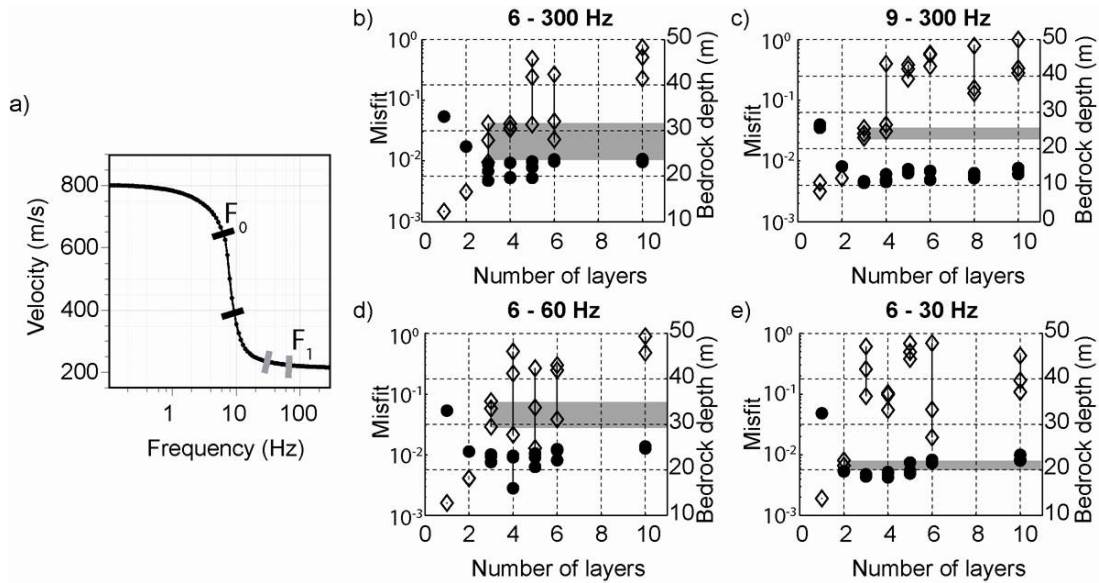 a)
Velocity (m/s)
800
600
400
200
F0
F1
1 10 100
Frequency (Hz)
b)
6 - 300 Hz
Misfit
10^0
10^-1
10^-2
10^-3
Bedrock depth (m)
50
40
30
20
10
0 2 4 6 8 10
Number of layers
c)
9 - 300 Hz
Misfit
10^0
10^-1
10^-2
10^-3
Bedrock depth (m)
50
40
30
20
10
0
0 2 4 6 8 10
Number of layers
d)
6 - 60 Hz
Misfit
10^0
10^-1
10^-2
10^-3
Bedrock depth (m)
50
40
30
20
10
0 2 4 6 8 10
Number of layers
e)
6 - 30 Hz
Misfit
10^0
10^-1
10^-2
10^-3
Bedrock depth (m)
50
40
30
20
10
0 2 4 6 8 10
Number of layers